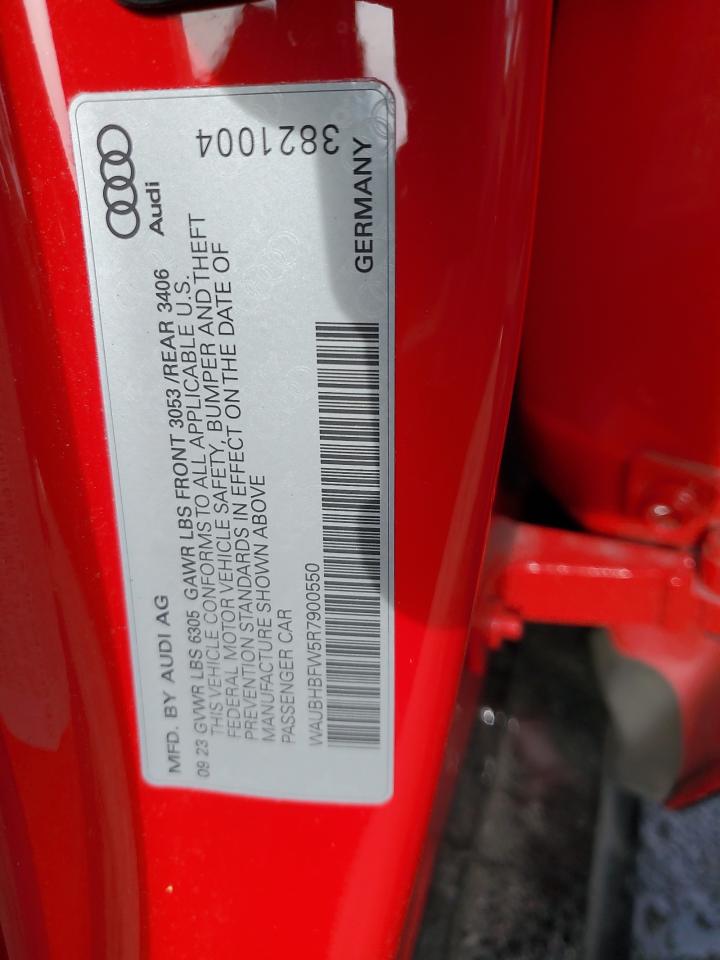 MFD. BY AUDI AG
Audi
09 23 GVWR LBS 6305 GAWR LBS FRONT 3053 /REAR 3406
THIS VEHICLE CONFORMS TO ALL APPLICABLE U.S.
FEDERAL MOTOR VEHICLE SAFETY, BUMPER AND THEFT
PREVENTION STANDARDS IN EFFECT ON THE DATE OF
MANUFACTURE SHOWN ABOVE
PASSENGER CAR
3821004
WAUBHBFW5R7900550
GERMANY